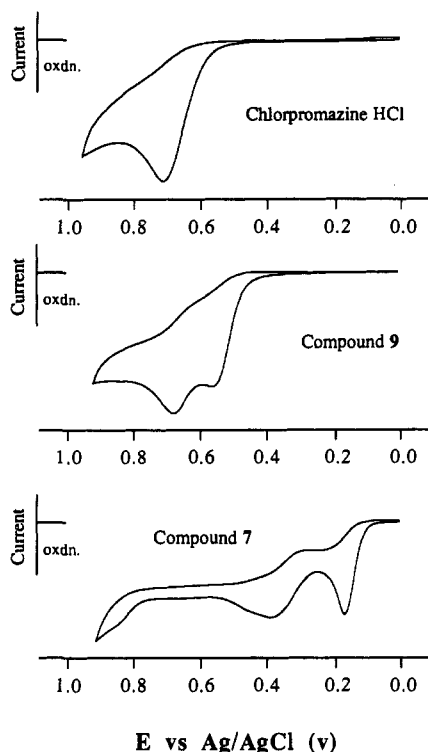 Current
oxdn.
Chlorpromazine HCl
1.0 0.8 0.6 0.4 0.2 0.0
Current
oxdn.
Compound 9
1.0 0.8 0.6 0.4 0.2 0.0
Current
oxdn.
Compound 7
1.0 0.8 0.6 0.4 0.2 0.0
E vs Ag/AgCl (v)